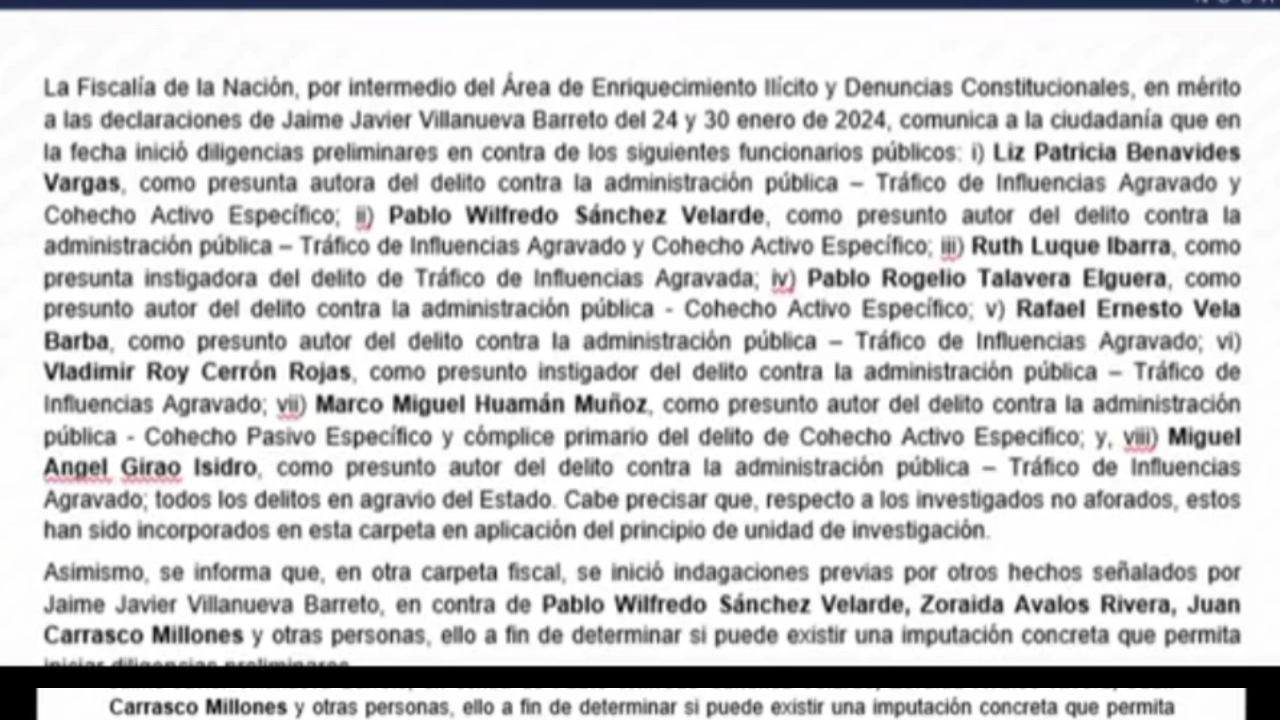 La Fiscalía de la Nación, por intermedio del Área de Enriquecimiento Ilícito y Denuncias Constitucionales, en mérito
a las declaraciones de Jaime Javier Villanueva Barreto del 24 y 30 enero de 2024, comunica a la ciudadanía que en
la fecha inició diligencias preliminares en contra de los siguientes funcionarios públicos: i) Liz Patricia Benavides
Vargas, como presunta autora del delito contra la administración pública – Tráfico de Influencias Agravado y
Cohecho Activo Específico; ii) Pablo Wilfredo Sánchez Velarde, como presunto autor del delito contra la
administración pública – Tráfico de Influencias Agravado y Cohecho Activo Específico; iii) Ruth Luque Ibarra, como
presunta instigadora del delito de Tráfico de Influencias Agravada; iv) Pablo Rogelio Talavera Elguera, como
presunto autor del delito contra la administración pública - Cohecho Activo Específico; v) Rafael Ernesto Vela
Barba, como presunto autor del delito contra la administración pública – Tráfico de Influencias Agravado; vi)
Vladimir Roy Cerrón Rojas, como presunto instigador del delito contra la administración pública – Tráfico de
Influencias Agravado; vii) Marco Miguel Huamán Muñoz, como presunto autor del delito contra la administración
pública - Cohecho Pasivo Específico y cómplice primario del delito de Cohecho Activo Especifico; y, viii) Miguel
Angel Girao Isidro, como presunto autor del delito contra la administración pública – Tráfico de Influencias
Agravado; todos los delitos en agravio del Estado. Cabe precisar que, respecto a los investigados no aforados, estos
han sido incorporados en esta carpeta en aplicación del principio de unidad de investigación.
Asimismo, se informa que, en otra carpeta fiscal, se inició indagaciones previas por otros hechos señalados por
Jaime Javier Villanueva Barreto, en contra de Pablo Wilfredo Sánchez Velarde, Zoraida Avalos Rivera, Juan
Carrasco Millones y otras personas, ello a fin de determinar si puede existir una imputación concreta que permita
iniciar diligencias preliminares.
Carrasco Millones y otras personas, ello a fin de determinar si puede existir una imputación concreta que permita